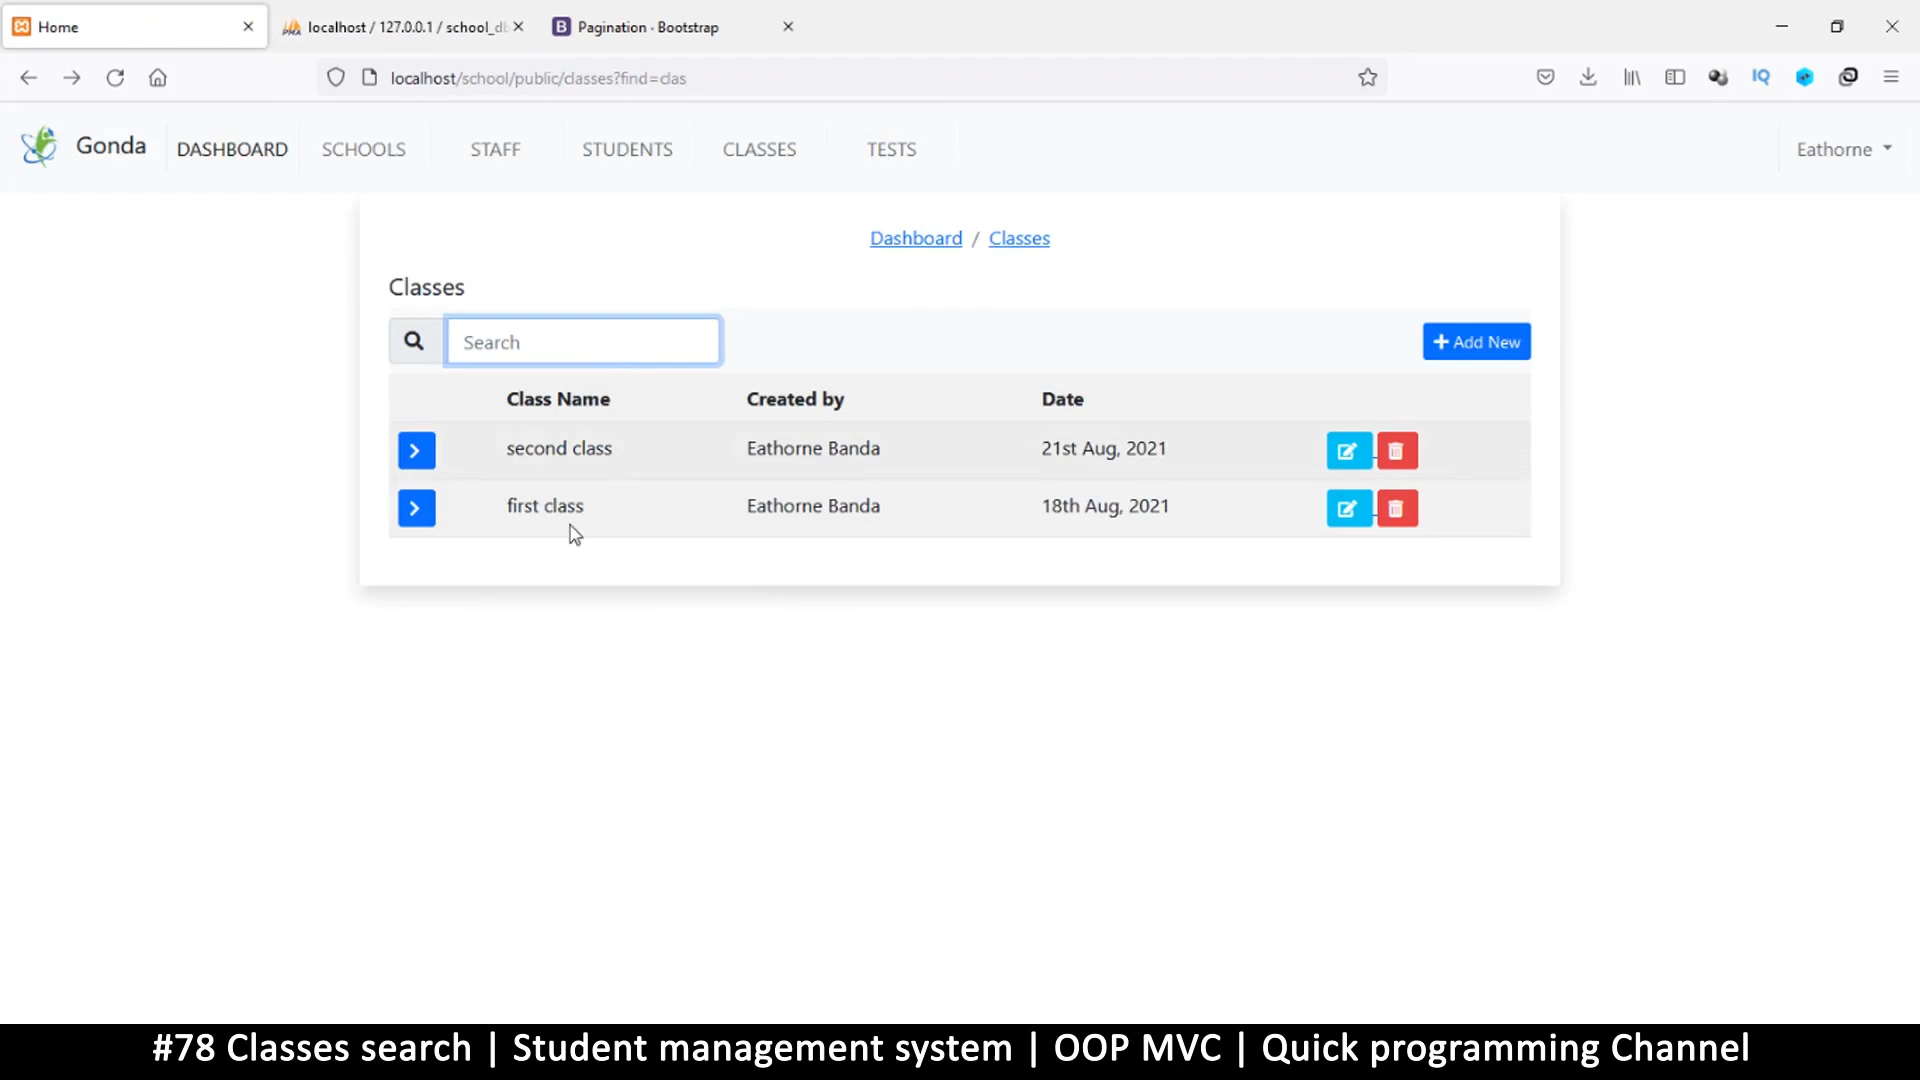 Home
localhost / 127.0.0.1 / school_db
Pagination · Bootstrap
localhost/school/public/classes?find=clas
IQ
Gonda
DASHBOARD
SCHOOLS
STAFF
STUDENTS
CLASSES
TESTS
Eathorne
Dashboard / Classes
Classes
Search
Add New
Class Name Created by Date
second class Eathorne Banda 21st Aug, 2021
first class Eathorne Banda 18th Aug, 2021
#78 Classes search | Student management system | OOP MVC | Quick programming Channel